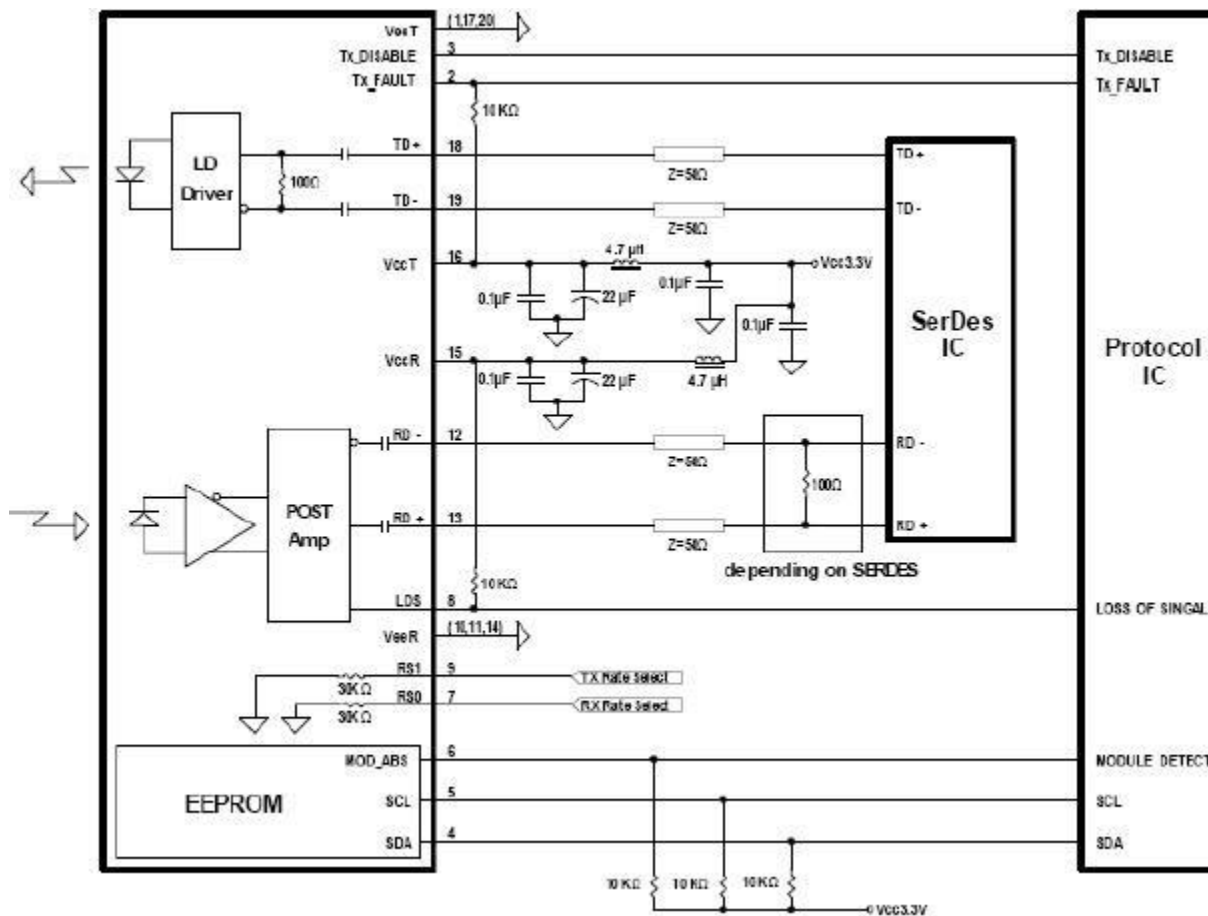 VeeT (1,17,20)
Tx_DISABLE 3 Tx_DISABLE
Tx_FAULT 2 Tx_FAULT
10 KΩ
LD Driver
100Ω
TD+ 18 TD+
Z=50Ω
TD- 19 TD-
Z=50Ω
4.7 µH
VccT 16 Vcc3.3V
0.1µF 22 µF 0.1µF
0.1µF
SerDes IC
Protocol IC
VccR 15
0.1µF 22 µF 4.7 µH
RD - 12 RD -
Z=50Ω
100Ω
POST Amp
RD + 13 RD +
Z=50Ω
depending on SERDES
10 KΩ
LOS 8 LOSS OF SINGAL
VeeR (10,11,14)
RS1 9 TX Rate Select
30KΩ
RS0 7 RX Rate Select
30KΩ
MOD_ABS 6 MODULE DETECT
EEPROM
SCL 5 SCL
SDA 4 SDA
10 KΩ 10 KΩ 10 KΩ
Vcc3.3V